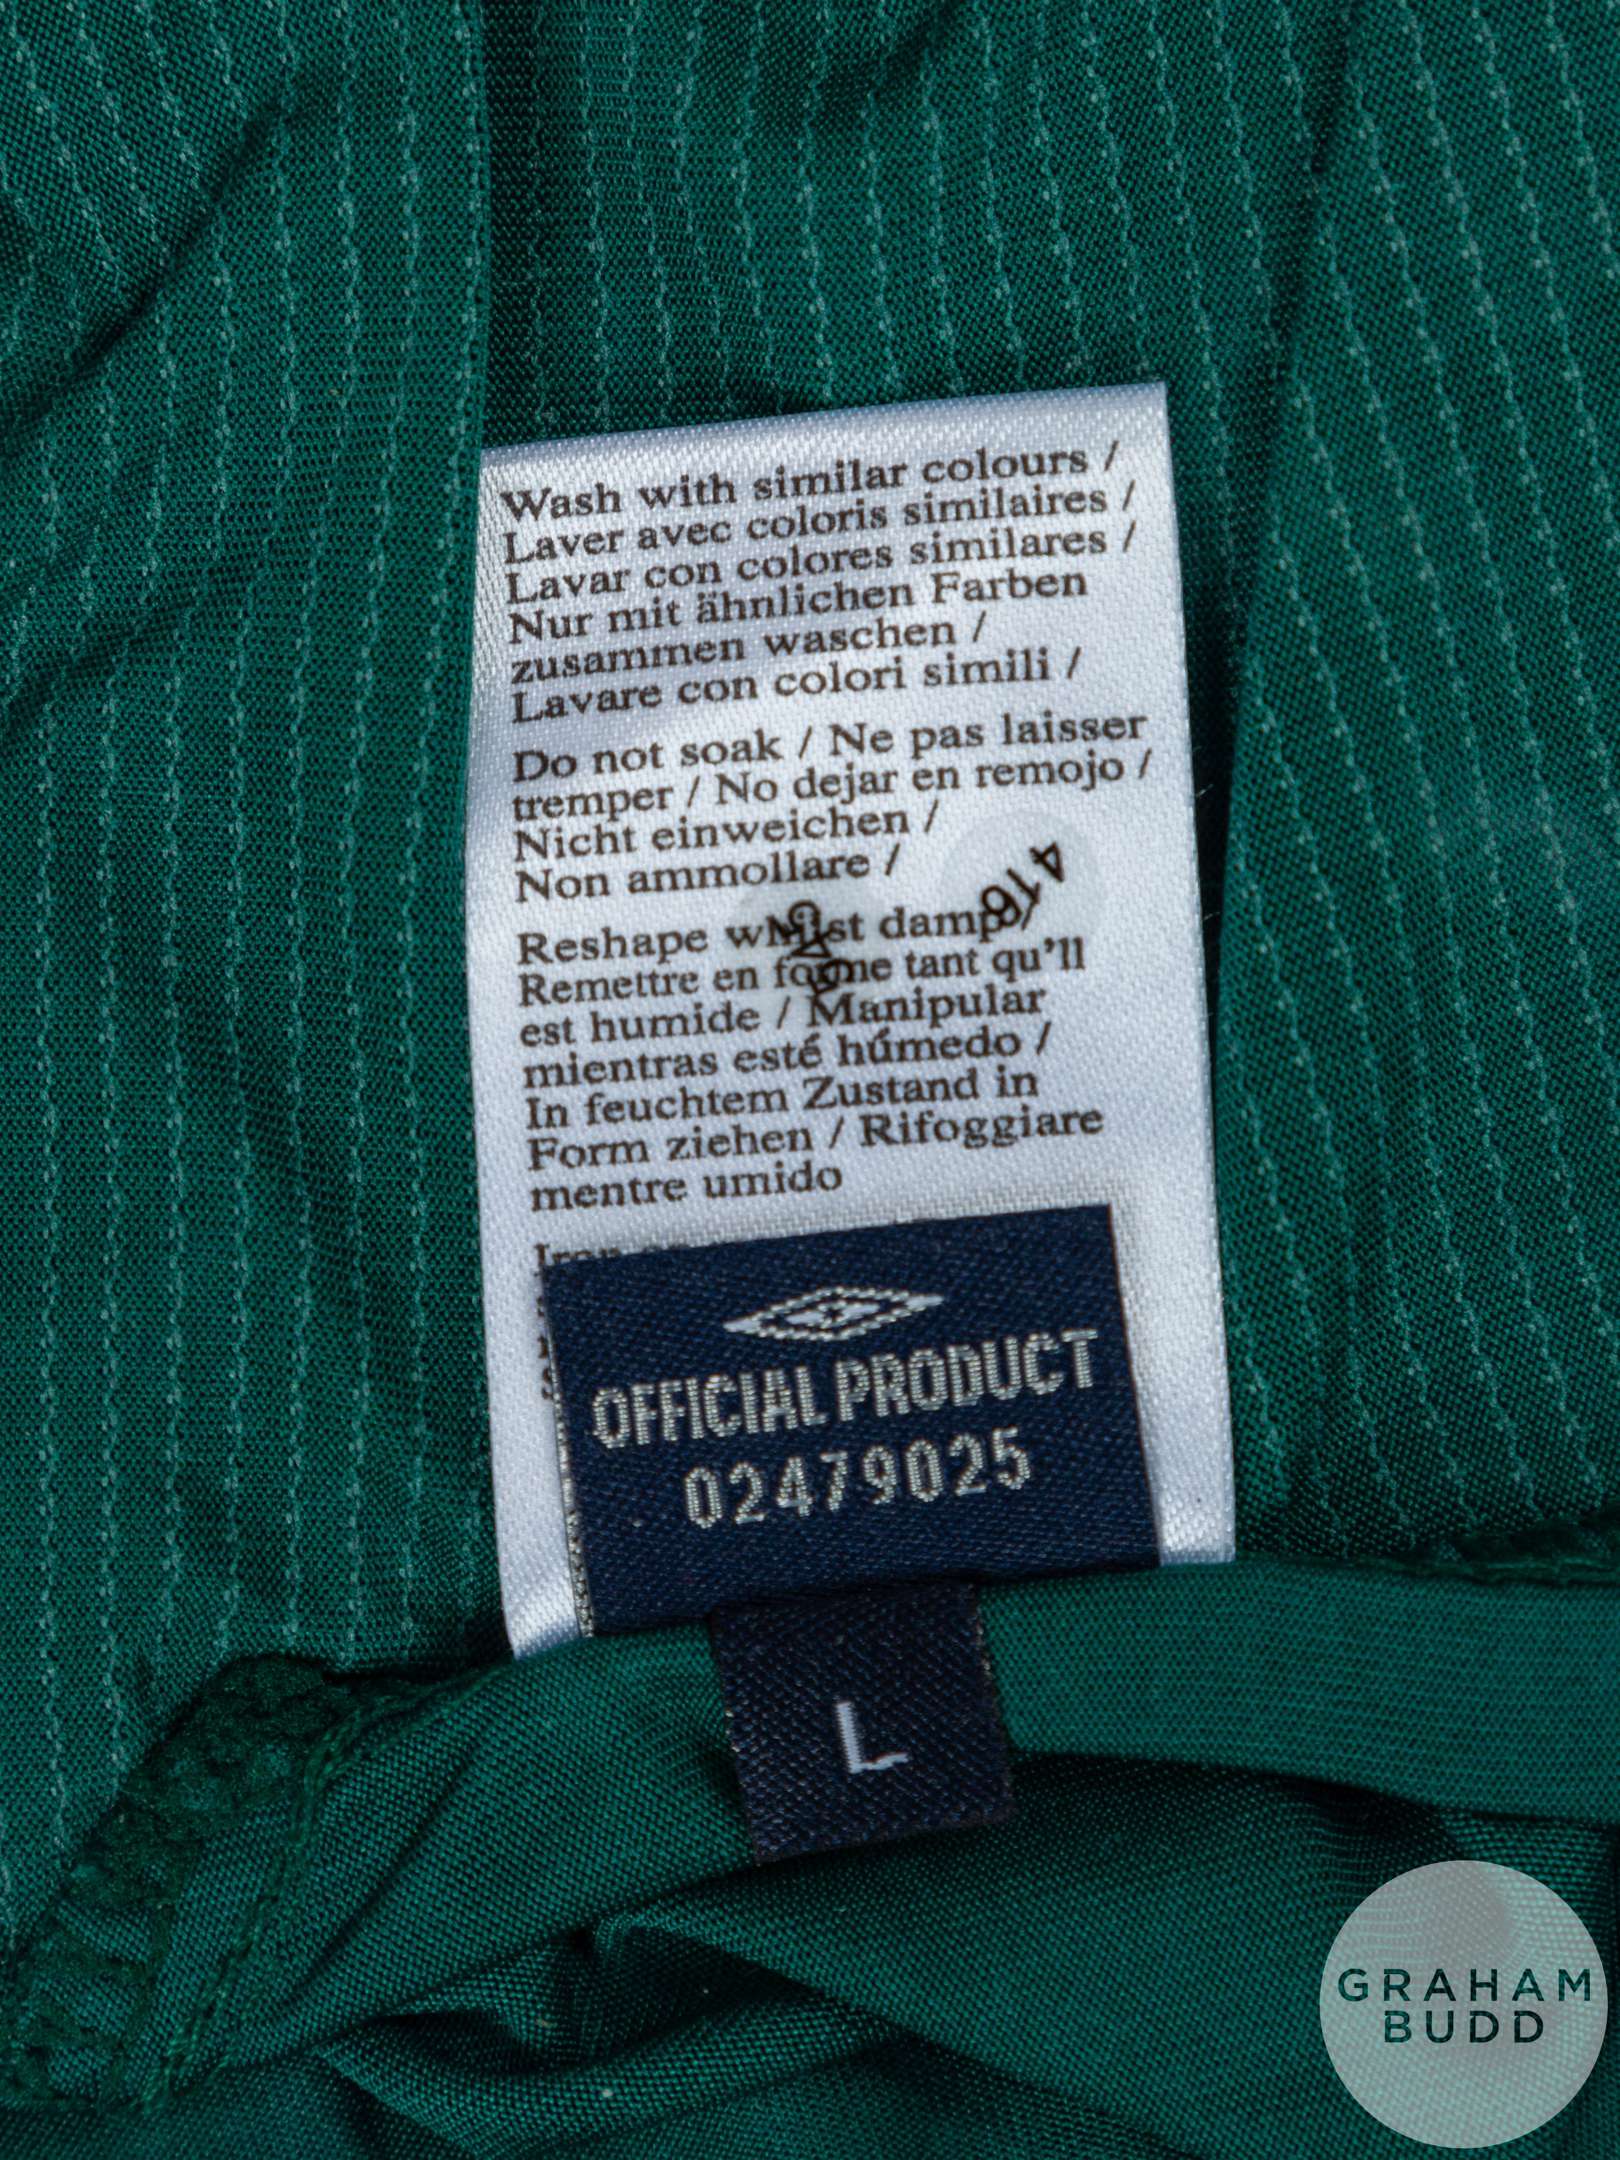 Wash with similar colours /
Laver avec coloris similaires /
Lavar con colores similares /
Nur mit ähnlichen Farben
zusammen waschen /
Lavare con colori simili /
Do not soak / Ne pas laisser
tremper / No dejar en remojo /
Nicht einweichen /
Non ammollare /
Reshape whilst damp /
Remettre en forme tant qu'll
est humide / Manipular
mientras esté húmedo /
In feuchtem Zustand in
Form ziehen / Rifoggiare
mentre umido
Iron
OFFICIAL PRODUCT
02479025
L
GRAHAM
BUDD